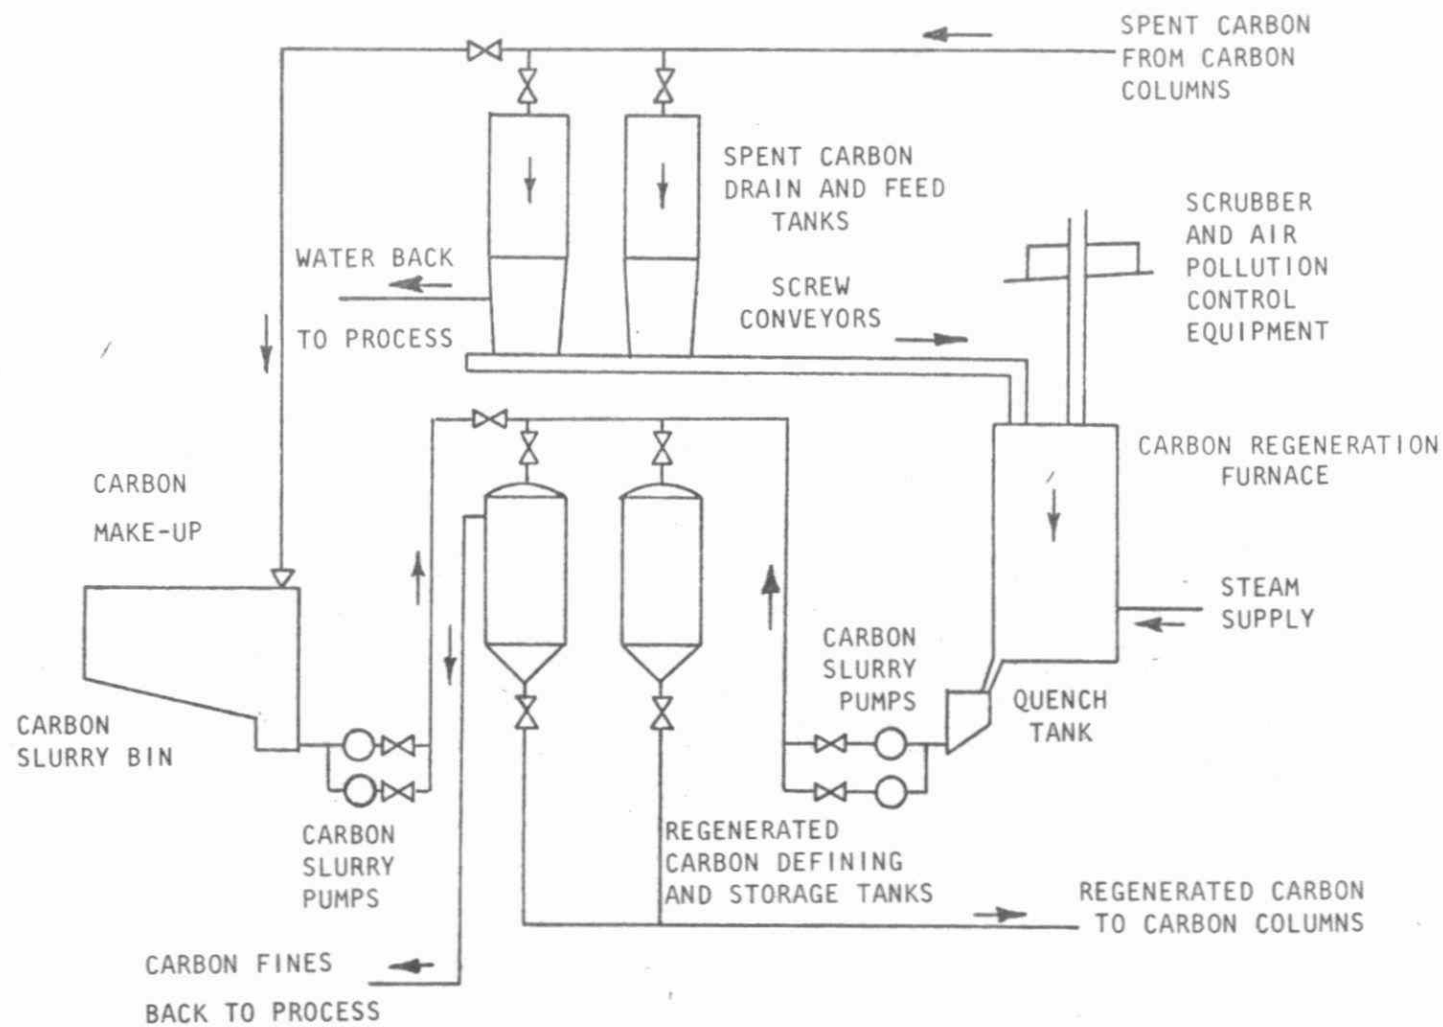 SPENT CARBON
FROM CARBON
COLUMNS
SPENT CARBON
DRAIN AND FEED
TANKS
SCRUBBER
AND AIR
POLLUTION
CONTROL
EQUIPMENT
WATER BACK
TO PROCESS
SCREW
CONVEYORS
CARBON REGENERATION
FURNACE
CARBON
MAKE-UP
STEAM
SUPPLY
CARBON
SLURRY
PUMPS
QUENCH
TANK
CARBON
SLURRY BIN
CARBON
SLURRY
PUMPS
REGENERATED
CARBON DEFINING
AND STORAGE TANKS
REGENERATED CARBON
TO CARBON COLUMNS
CARBON FINES
BACK TO PROCESS